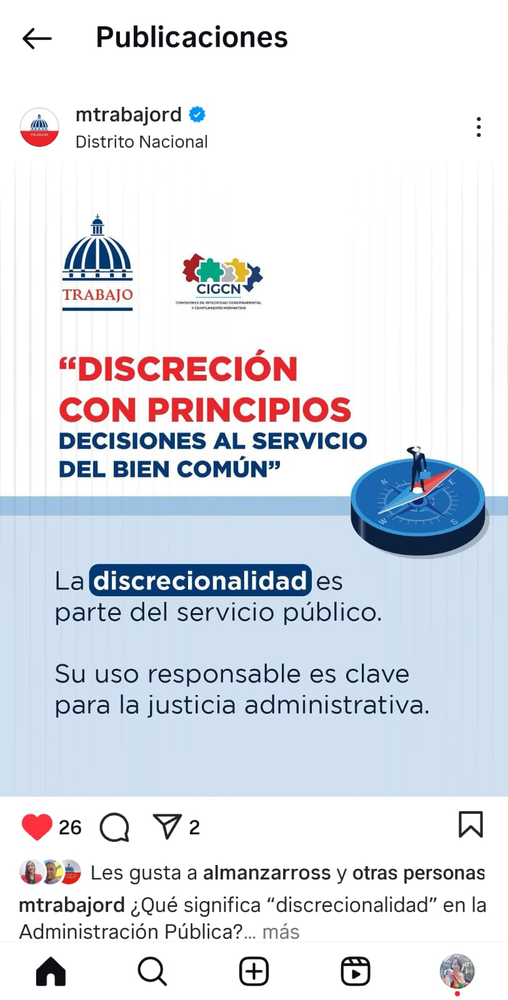 Publicaciones
mtrabajord
Distrito Nacional
TRABAJO
TRABAJO
CIGCN
COMISIONES DE INTEGRIDAD GUBERNAMENTAL
Y CUMPLIMIENTO NORMATIVO
“DISCRECIÓN
CON PRINCIPIOS
DECISIONES AL SERVICIO
DEL BIEN COMÚN”
N
E
W
S
La discrecionalidad es
parte del servicio público.
Su uso responsable es clave
para la justicia administrativa.
26
2
Les gusta a almanzarross y otras personas
mtrabajord ¿Qué significa “discrecionalidad” en la
Administración Pública?... más